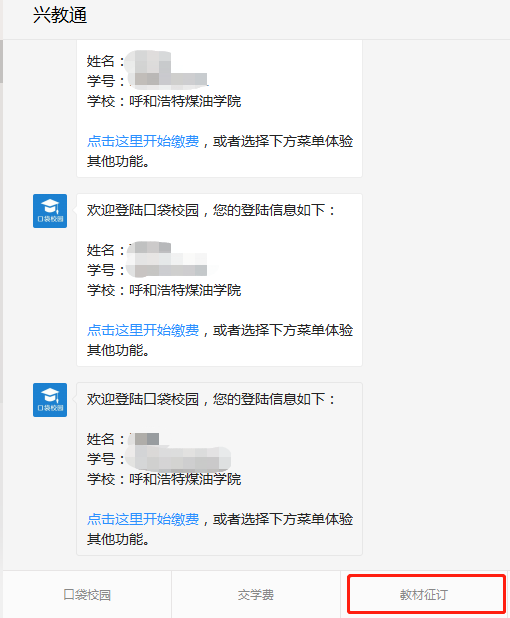 兴教通
姓名：
学号：
学校：呼和浩特煤油学院
点击这里开始缴费，或者选择下方菜单体验
其他功能。
口袋校园
欢迎登陆口袋校园，您的登陆信息如下：
姓名：
学号：
学校：呼和浩特煤油学院
点击这里开始缴费，或者选择下方菜单体验
其他功能。
口袋校园
欢迎登陆口袋校园，您的登陆信息如下：
姓名：
学号：
学校：呼和浩特煤油学院
点击这里开始缴费，或者选择下方菜单体验
其他功能。
口袋校园 交学费 教材征订